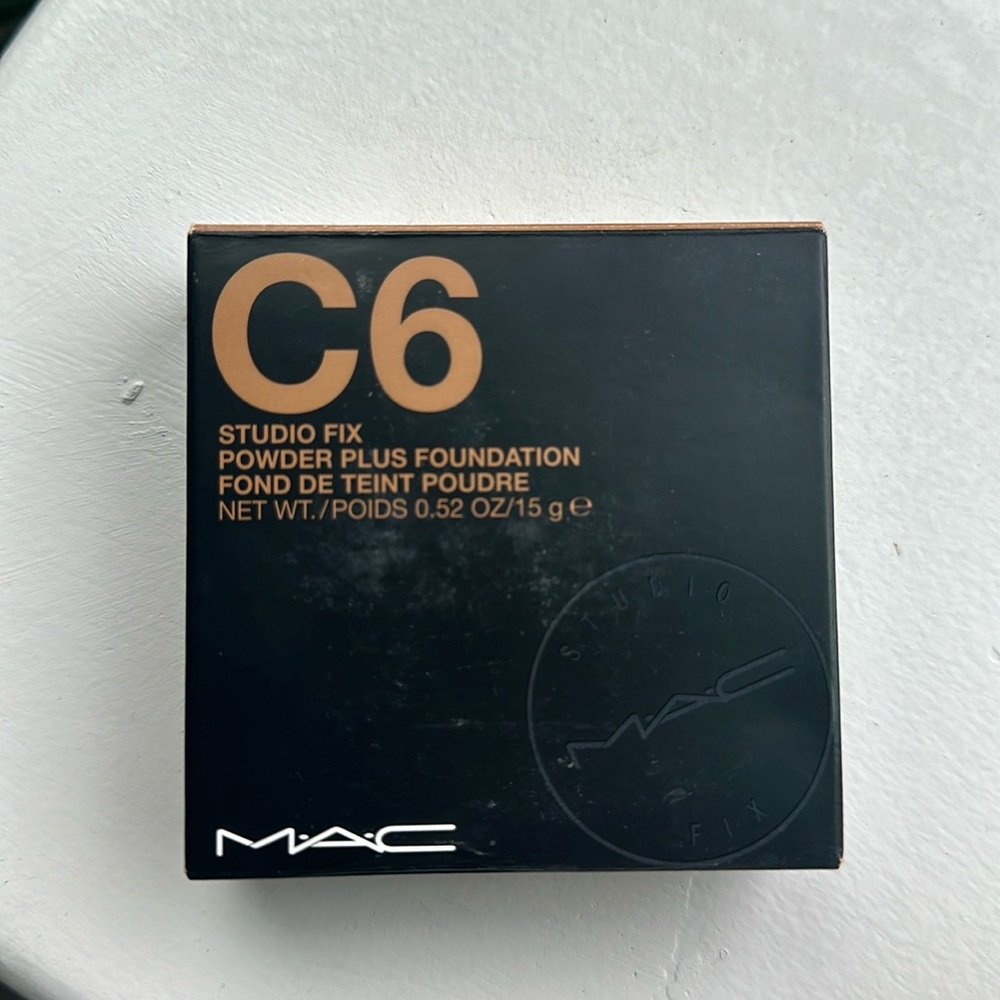 C6
STUDIO FIX
POWDER PLUS FOUNDATION
FOND DE TEINT POUDRE
NET WT./POIDS 0.52 OZ/15 g ℮
STUDIO
MAC
FIX
M·A·C